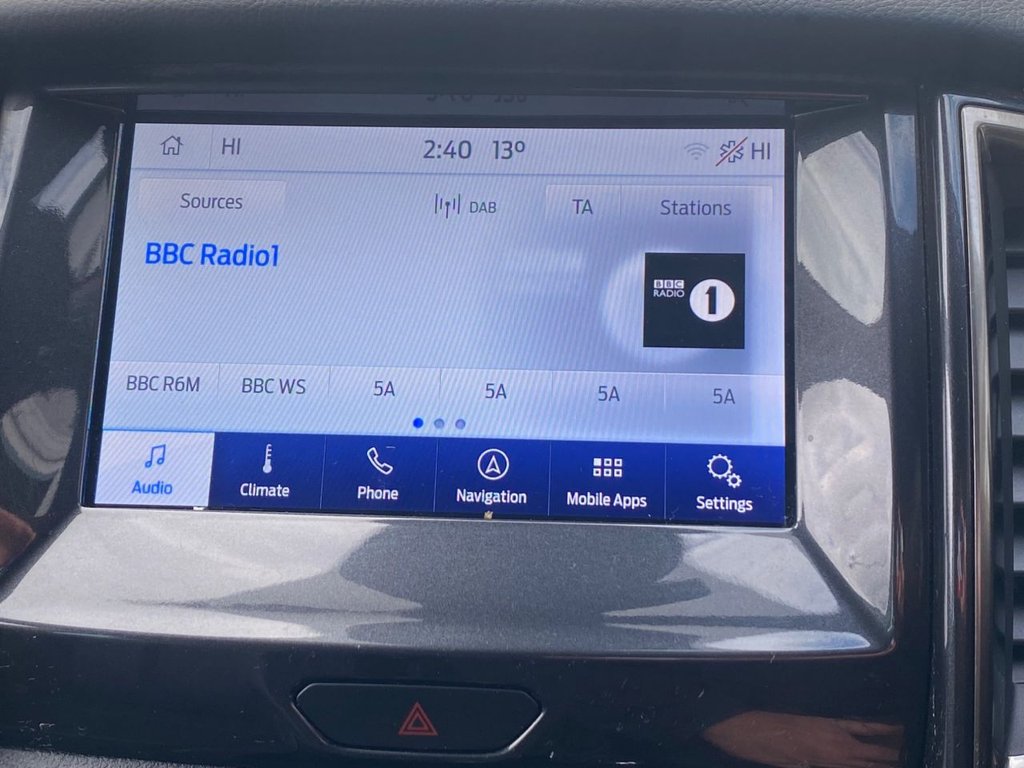 HI 2:40 13° HI
Sources DAB TA Stations
BBC Radio1
BBC
RADIO 1
BBC R6M BBC WS 5A 5A 5A 5A
Audio Climate Phone Navigation Mobile Apps Settings